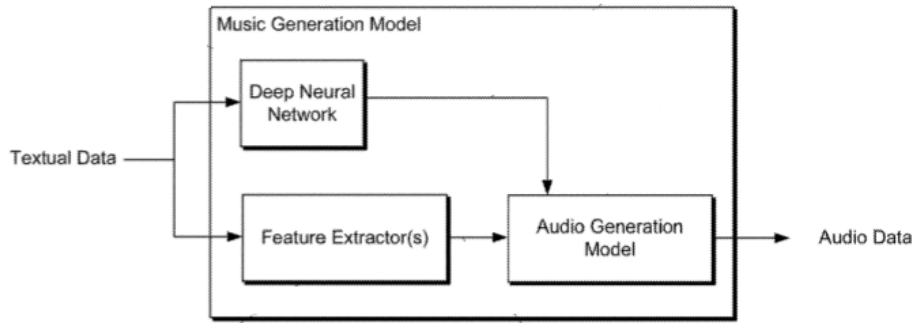 Music Generation Model
Deep Neural
Network
Textual Data
Feature Extractor(s)
Audio Generation
Model
Audio Data